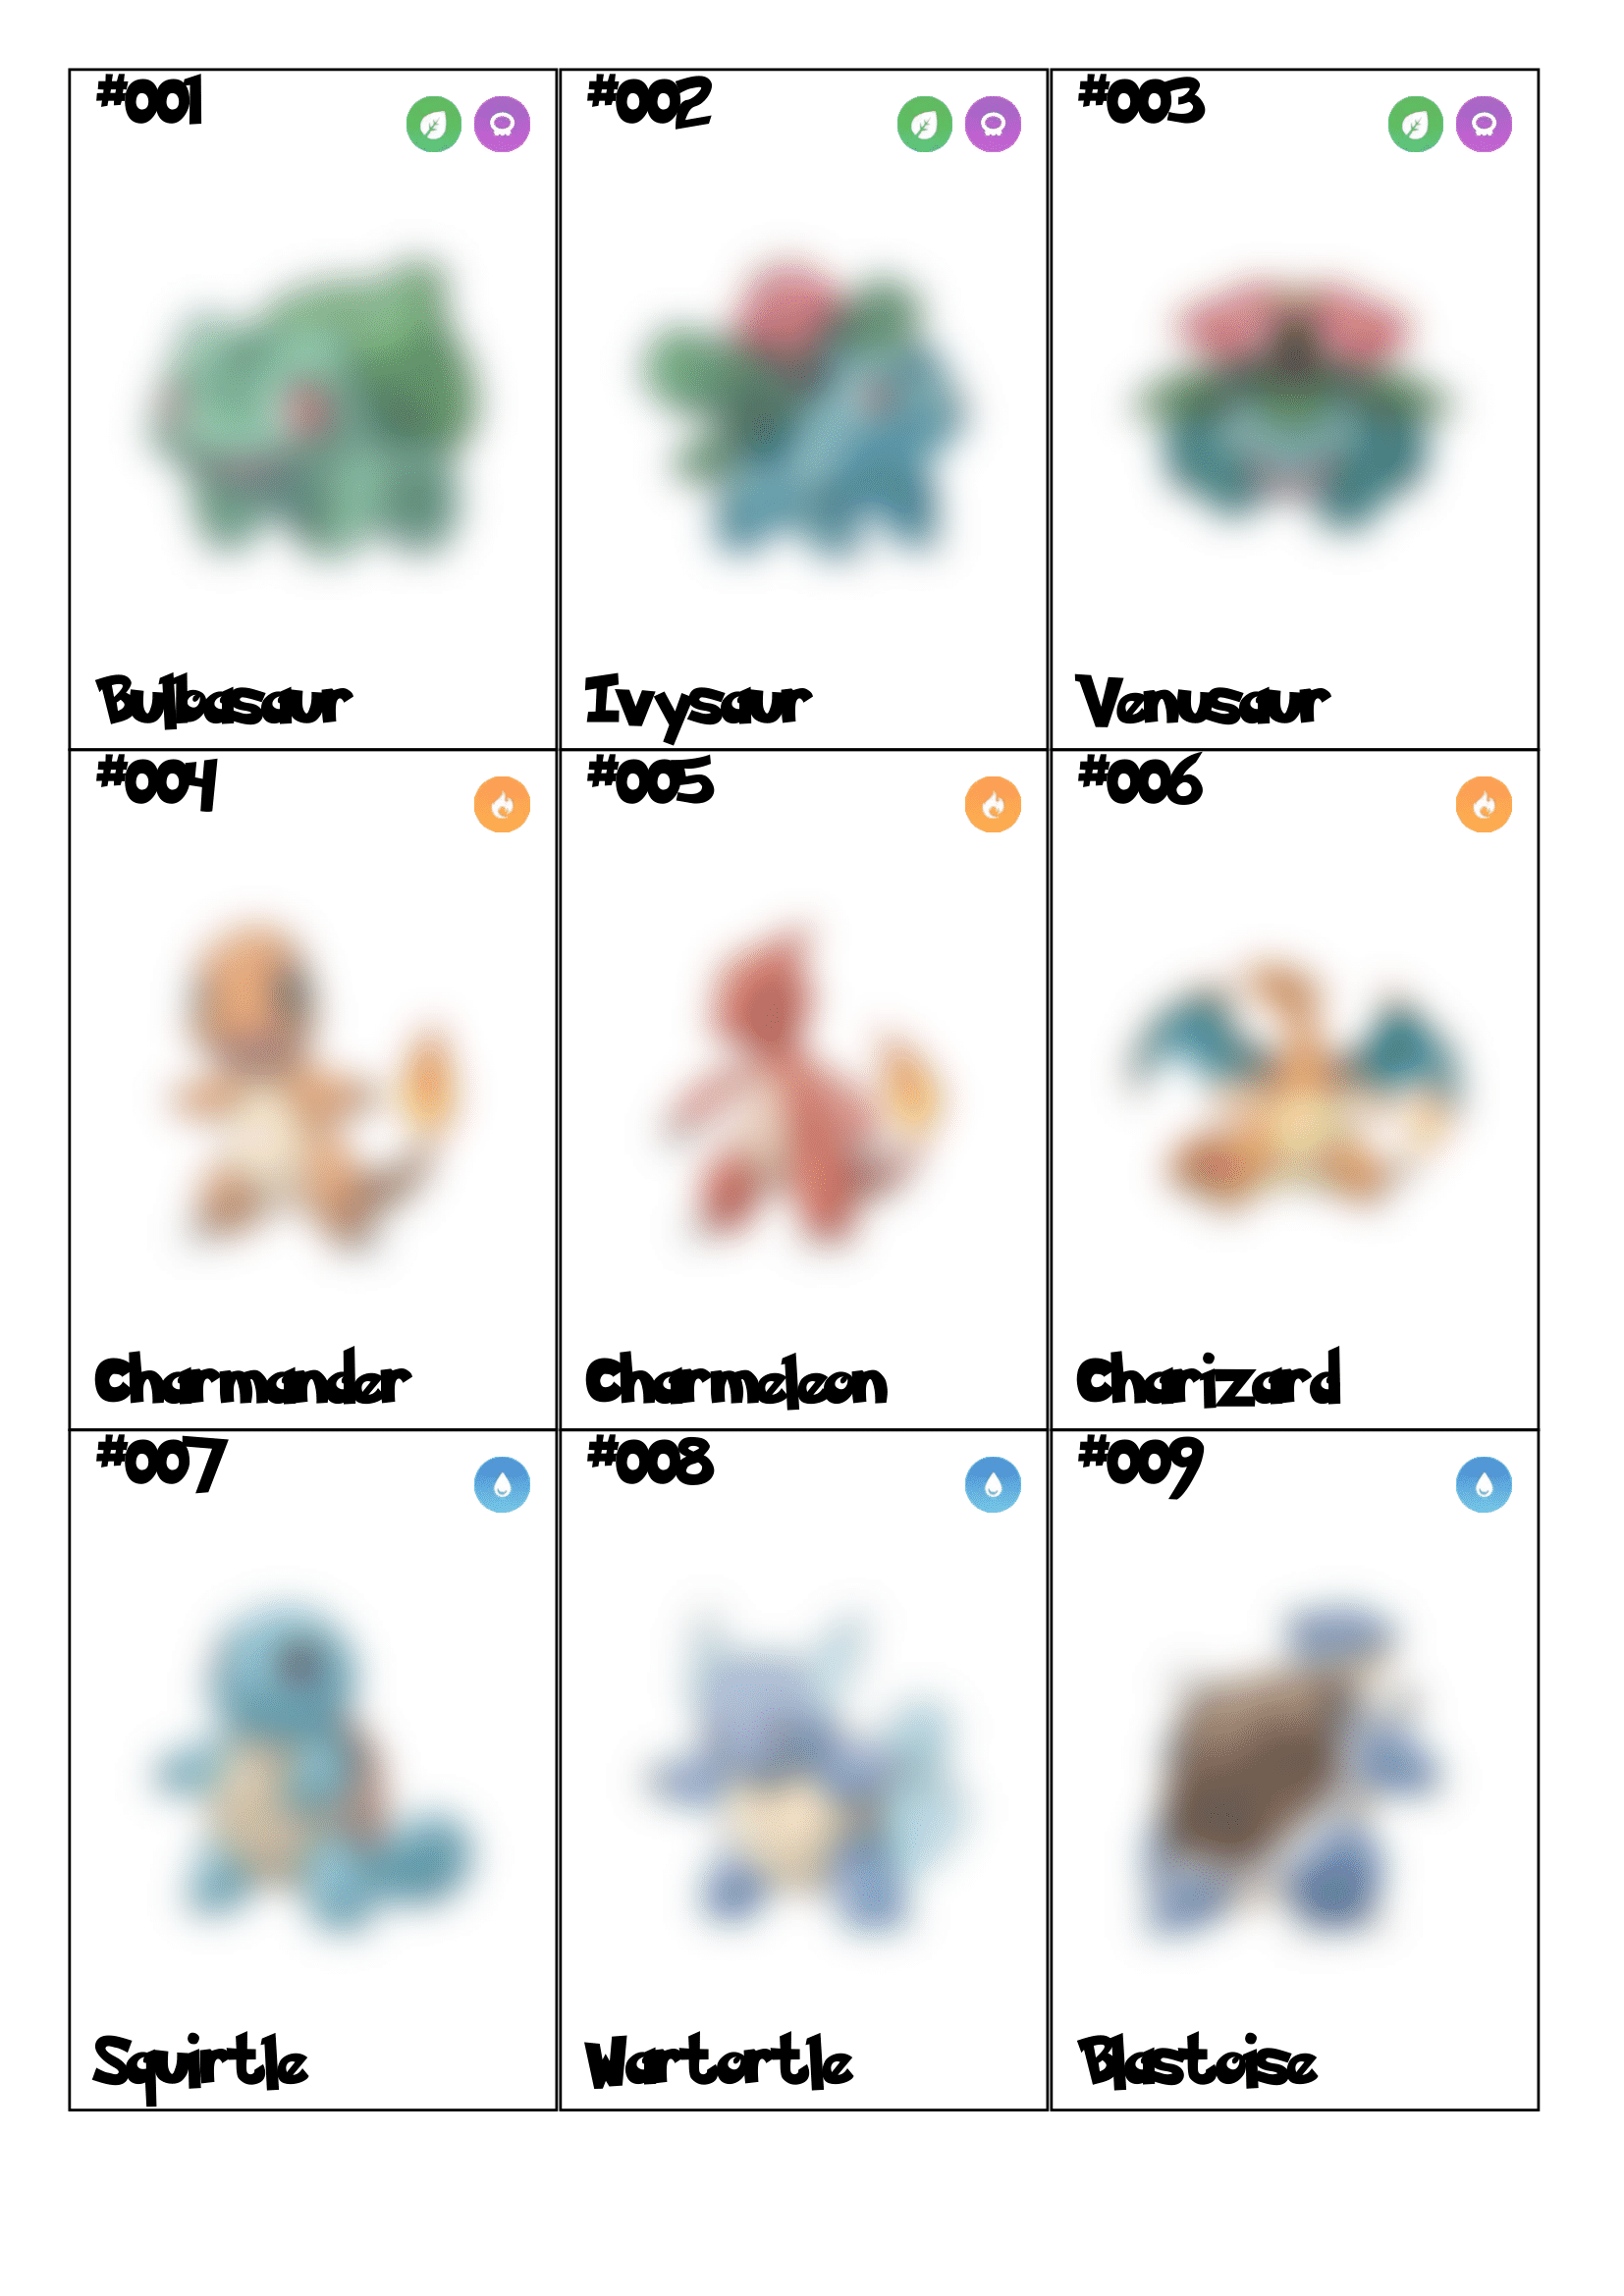 #001
#002
#003
Bulbasaur
Ivysaur
Venusaur
#004
#005
#006
Charmander
Charmeleon
Charizard
#007
#008
#009
Squirtle
Wartortle
Blastoise